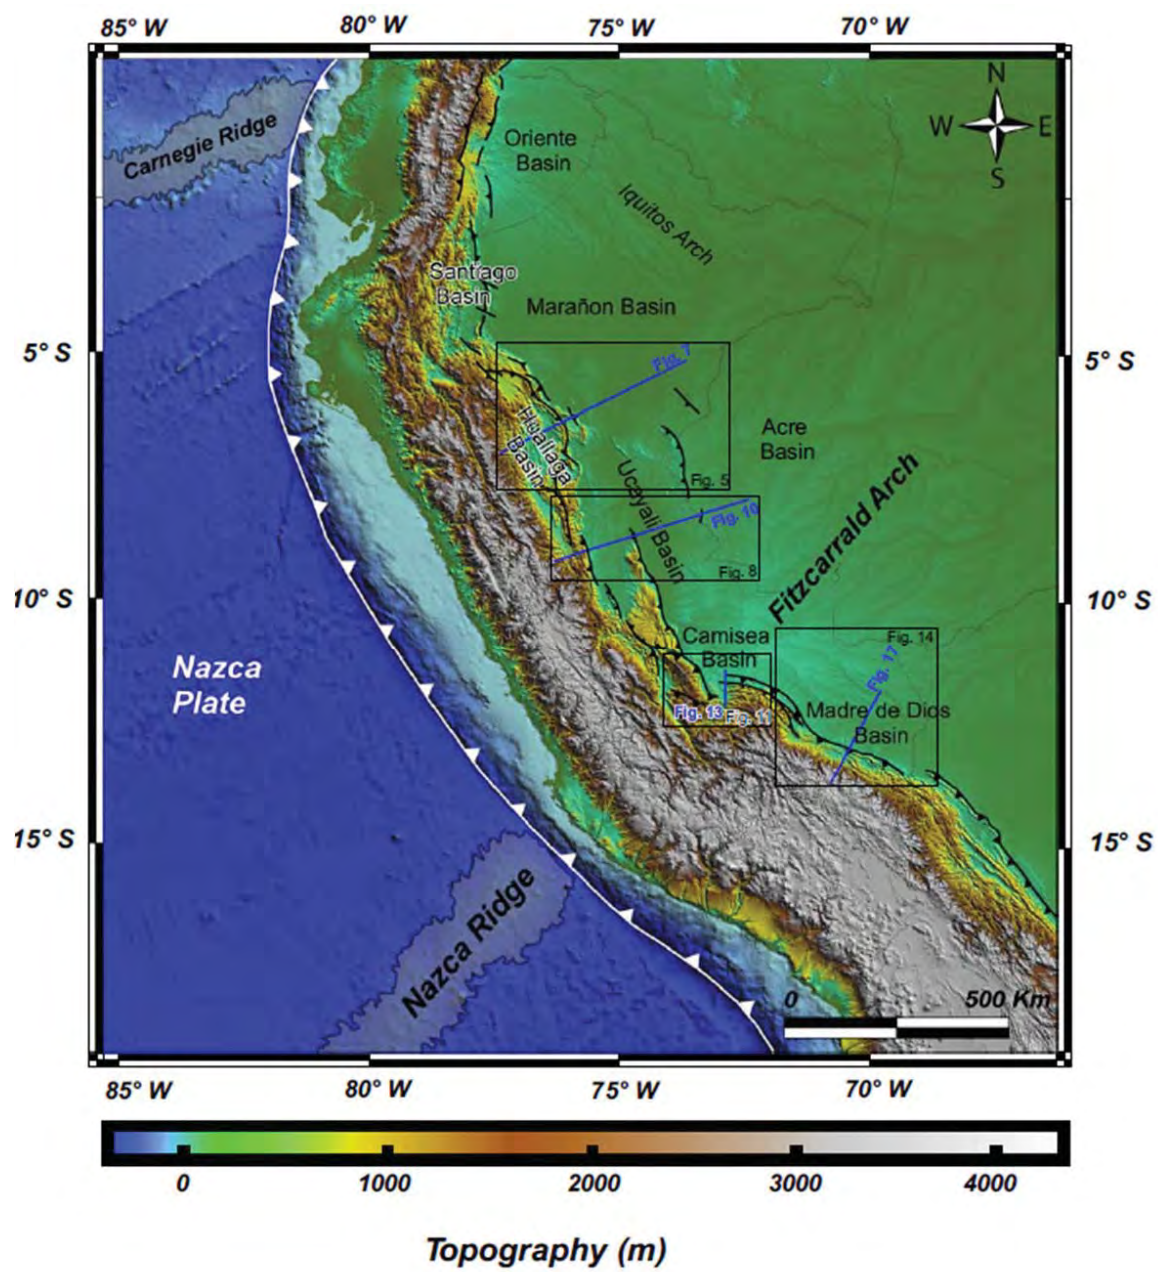 85° W
80° W
75° W
70° W
N
W
E
S
Carnegie Ridge
Oriente
Basin
Iquitos Arch
Santiago
Basin
Marañon Basin
5° S
5° S
Fig. 7
Huallaga
Basin
Acre
Basin
Fig. 5
Ucayali Basin
Fig. 10
Fig. 8
Fitzcarrald Arch
10° S
10° S
Camisea
Basin
Fig. 14
Fig. 17
Nazca
Plate
Fig. 13
Fig. 11
Madre de Dios
Basin
15° S
15° S
Nazca Ridge
0
500 Km
85° W
80° W
75° W
70° W
0
1000
2000
3000
4000
Topography (m)